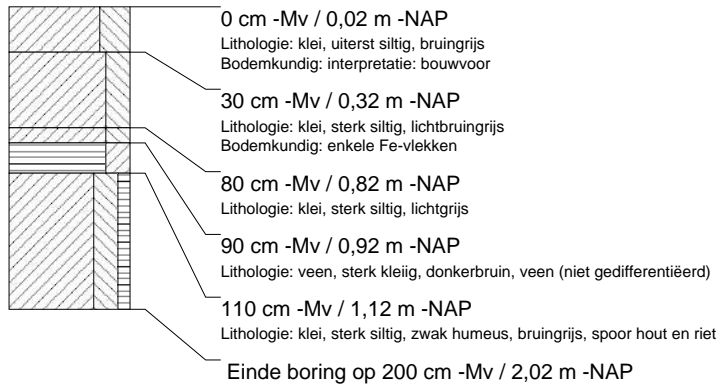 0 cm -Mv / 0,02 m -NAP
Lithologie: klei, uiterst siltig, bruingrijs
Bodemkundig: interpretatie: bouwvoor
30 cm -Mv / 0,32 m -NAP
Lithologie: klei, sterk siltig, lichtbruingrijs
Bodemkundig: enkele Fe-vlekken
80 cm -Mv / 0,82 m -NAP
Lithologie: klei, sterk siltig, lichtgrijs
90 cm -Mv / 0,92 m -NAP
Lithologie: veen, sterk kleiig, donkerbruin, veen (niet gedifferentiëerd)
110 cm -Mv / 1,12 m -NAP
Lithologie: klei, sterk siltig, zwak humeus, bruingrijs, spoor hout en riet
Einde boring op 200 cm -Mv / 2,02 m -NAP